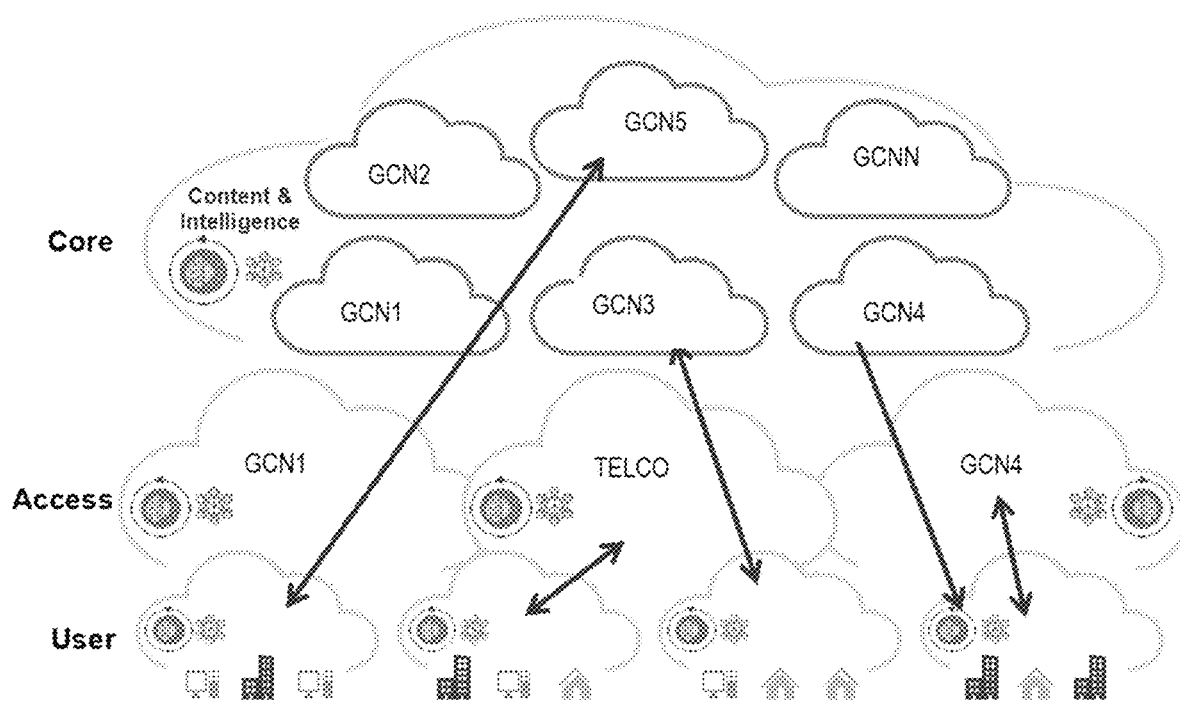 GCN5
GCN2
GCNN
Content &
Intelligence
Core
GCN1
GCN3
GCN4
GCN1
TELCO
GCN4
Access
User